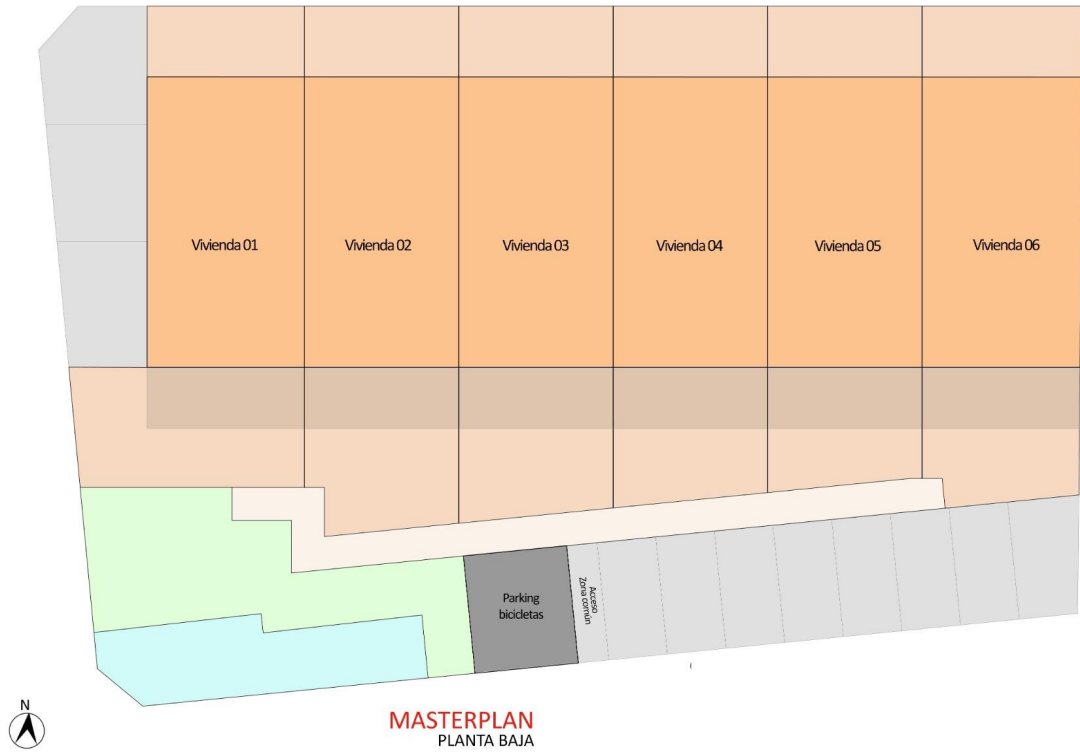 Vivienda 01
Vivienda 02
Vivienda 03
Vivienda 04
Vivienda 05
Vivienda 06
Parking
bicicletas
Acceso
Zona común
N
MASTERPLAN
PLANTA BAJA